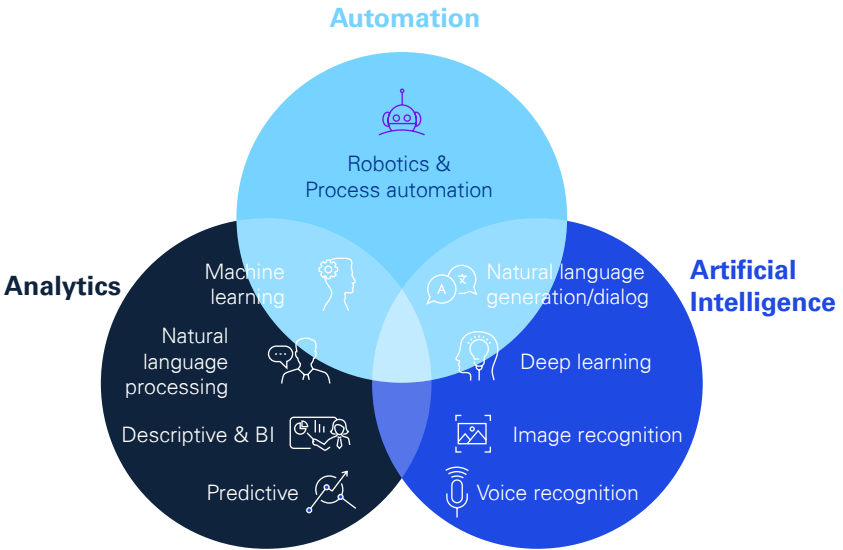 Automation
Robotics &
Process automation
Analytics
Machine
learning
Natural
language
processing
Descriptive & BI
Predictive
Artificial
Intelligence
A
Natural language
generation/dialog
Deep learning
Image recognition
Voice recognition